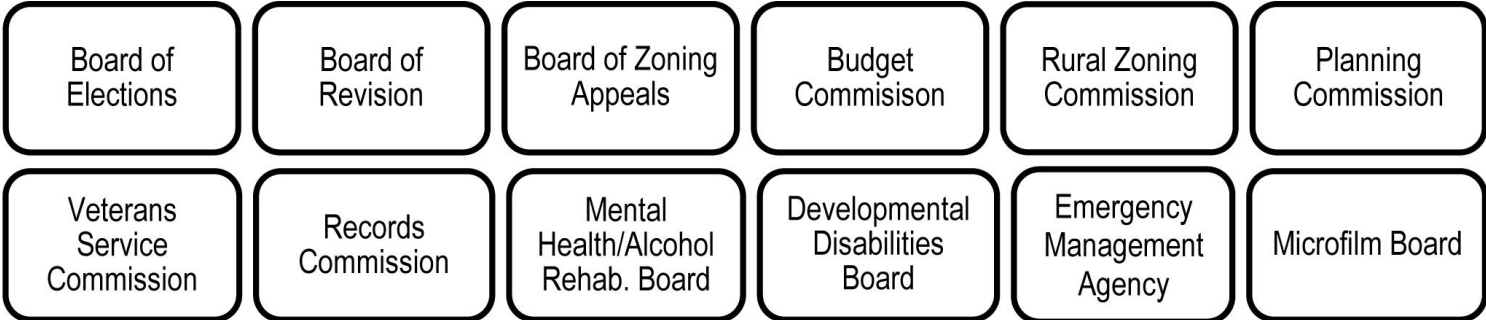 Board of
Elections
Board of
Revision
Board of Zoning
Appeals
Budget
Commisison
Rural Zoning
Commission
Planning
Commission
Veterans
Service
Commission
Records
Commission
Mental
Health/Alcohol
Rehab. Board
Developmental
Disabilities
Board
Emergency
Management
Agency
Microfilm Board